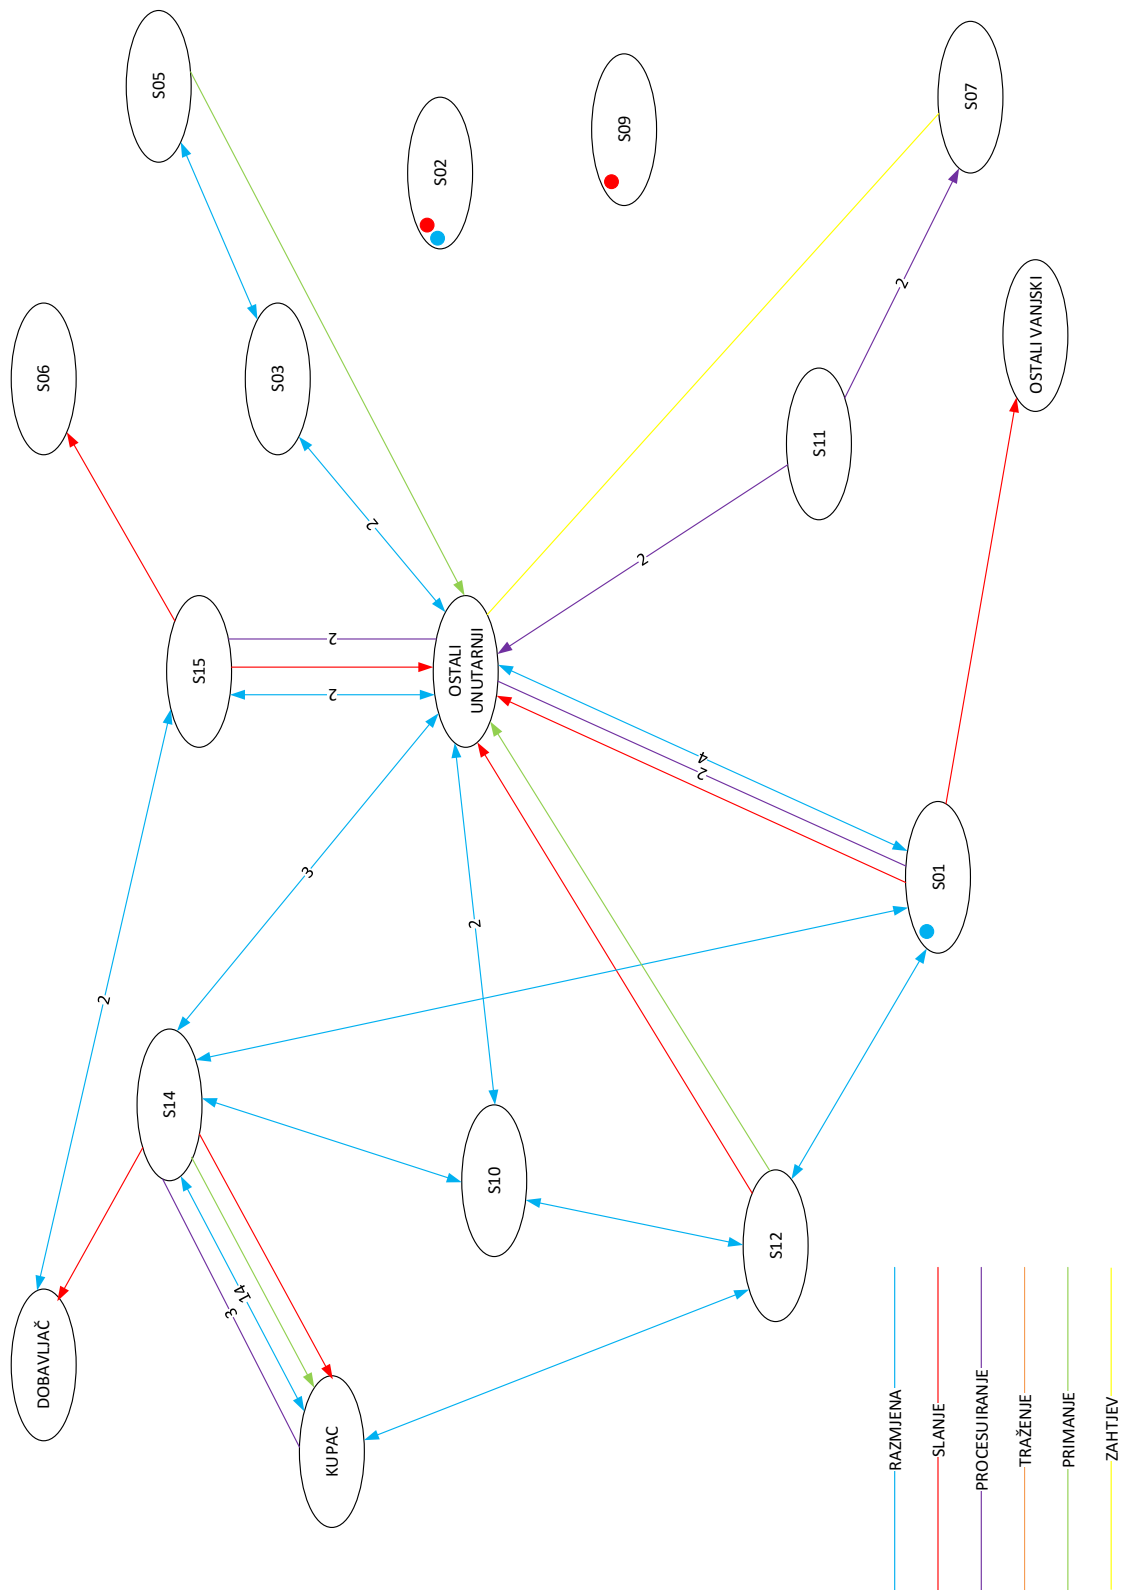 DOBAVLJAČ
S06
2
S05
S14
S15
3
14
S03
3
KUPAC
2
2
2
S02
OSTALI
UNUTARNJI
2
S10
S09
2
4
2
S12
S11
2
S01
S07
OSTALI VANJSKI
RAZMJENA
SLANJE
PROCESUIRANJE
TRAŽENJE
PRIMANJE
ZAHTJEV